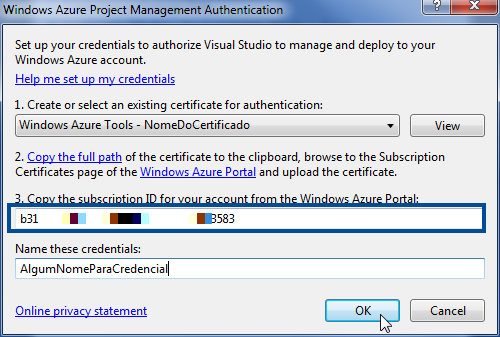 Windows Azure Project Management Authentication
Set up your credentials to authorize Visual Studio to manage and deploy to your
Windows Azure account.
Help me set up my credentials
1. Create or select an existing certificate for authentication:
Windows Azure Tools - NomeDoCertificado
View
2. Copy the full path of the certificate to the clipboard, browse to the Subscription
Certificates page of the Windows Azure Portal and upload the certificate.
3. Copy the subscription ID for your account from the Windows Azure Portal:
b31 3583
Name these credentials:
AlgumNomeParaCredencial
Online privacy statement
OK
Cancel